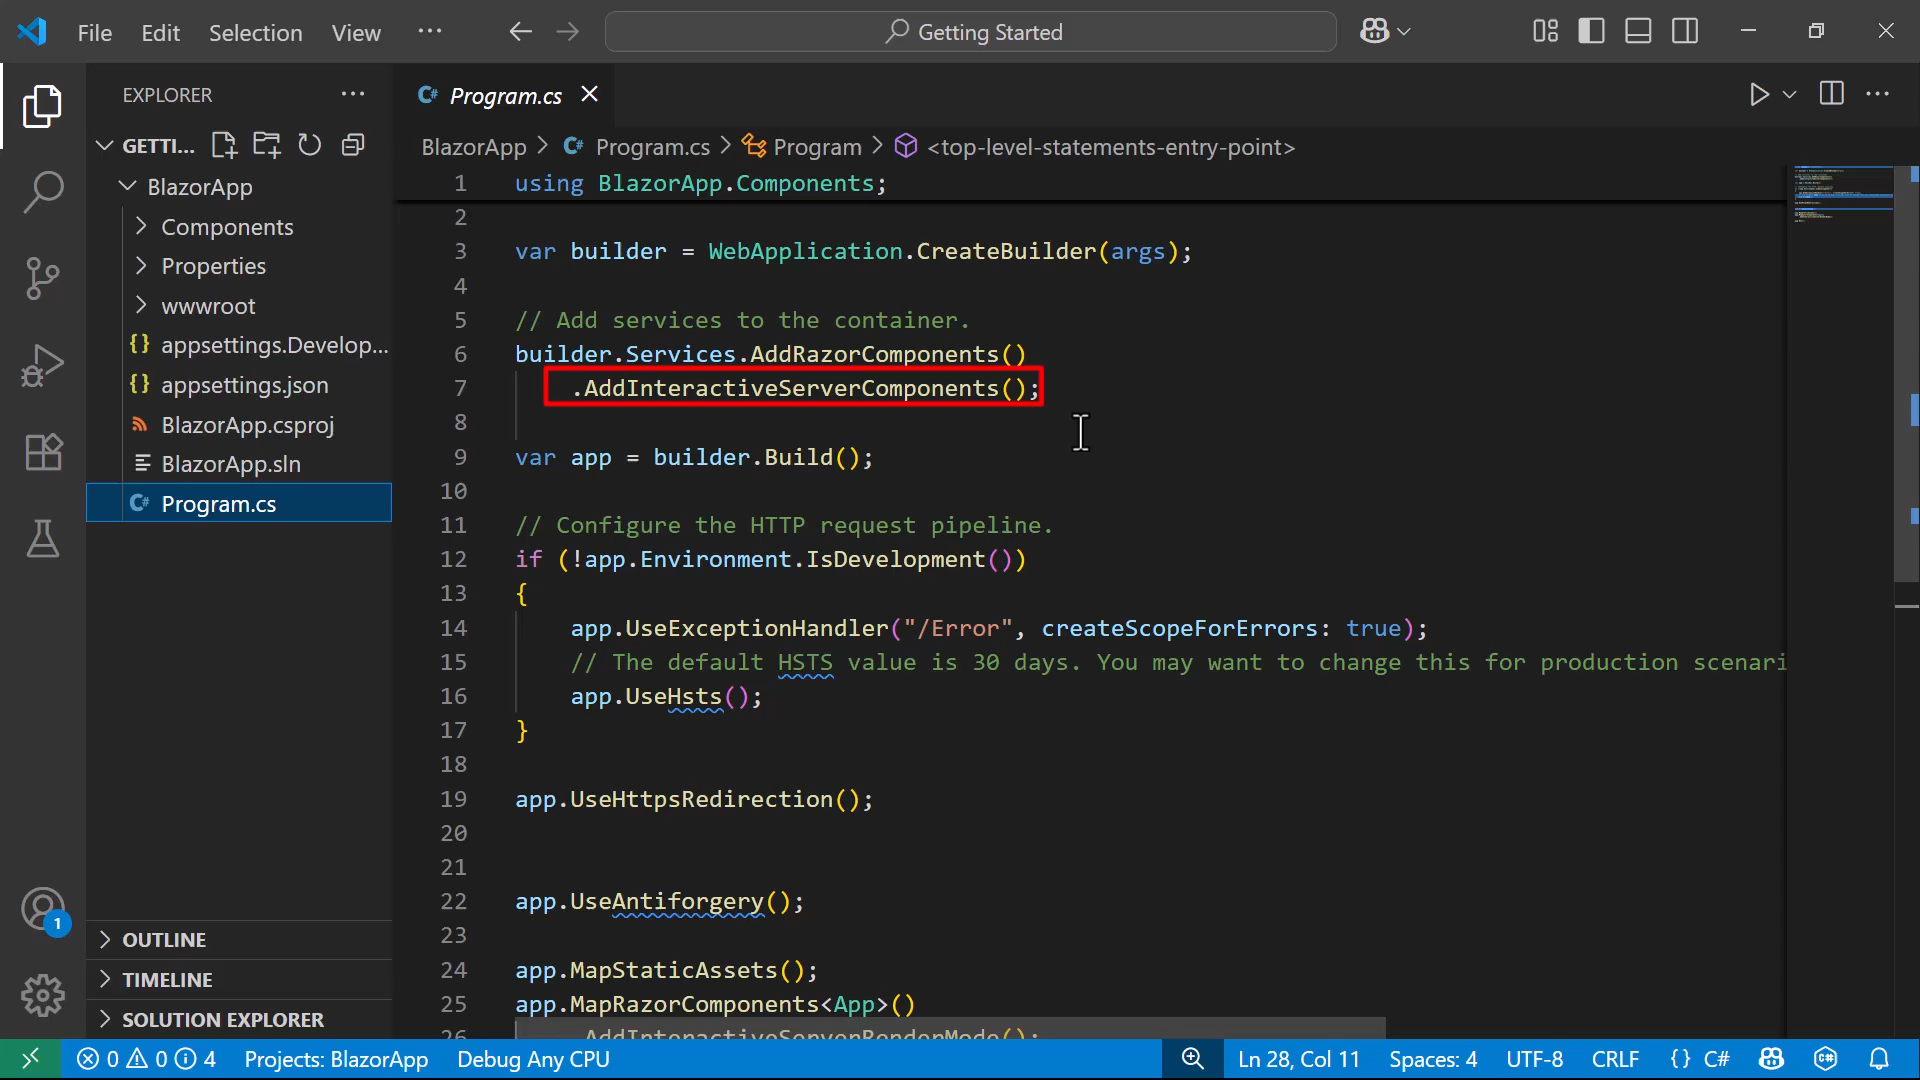 File Edit Selection View ··· Getting Started
EXPLORER ···
GETTI...
BlazorApp
Components
Properties
wwwroot
{} appsettings.Develop...
{} appsettings.json
BlazorApp.csproj
BlazorApp.sln
C# Program.cs
OUTLINE
TIMELINE
SOLUTION EXPLORER
1
C# Program.cs
BlazorApp > C# Program.cs > Program > <top-level-statements-entry-point>
1 using BlazorApp.Components;
2
3 var builder = WebApplication.CreateBuilder(args);
4
5 // Add services to the container.
6 builder.Services.AddRazorComponents()
7 .AddInteractiveServerComponents();
8
9 var app = builder.Build();
10
11 // Configure the HTTP request pipeline.
12 if (!app.Environment.IsDevelopment())
13 {
14 app.UseExceptionHandler("/Error", createScopeForErrors: true);
15 // The default HSTS value is 30 days. You may want to change this for production scenari
16 app.UseHsts();
17 }
18
19 app.UseHttpsRedirection();
20
21
22 app.UseAntiforgery();
23
24 app.MapStaticAssets();
25 app.MapRazorComponents<App>()
26 .AddInteractiveServerRenderMode();
0 0 4 Projects: BlazorApp Debug Any CPU Ln 28, Col 11 Spaces: 4 UTF-8 CRLF {} C#